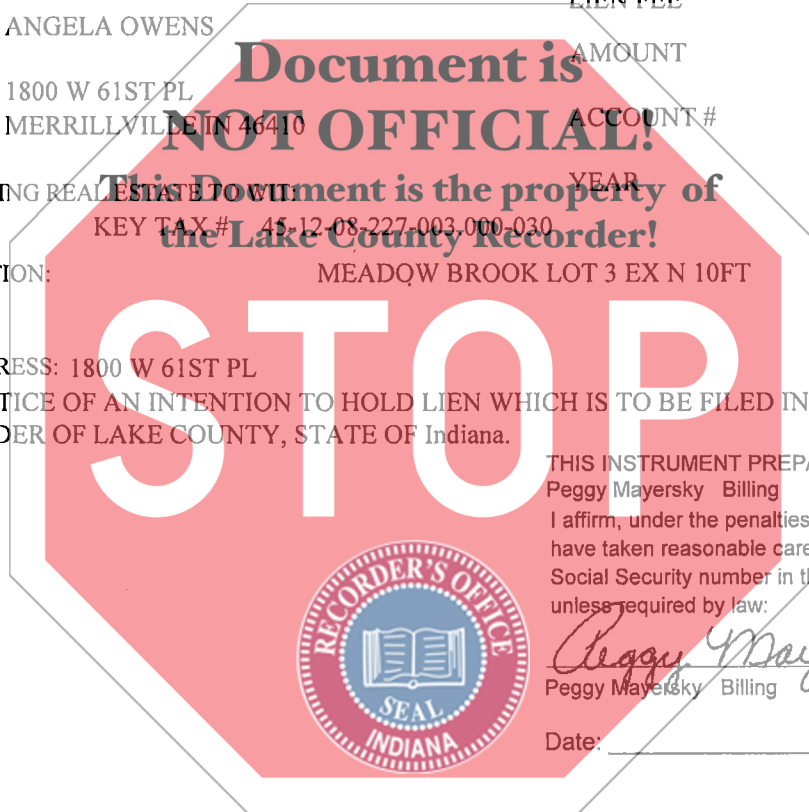 LIEN FEE
ANGELA OWENS
Document is
AMOUNT
1800 W 61ST PL
NOT OFFICIAL!
MERRILLVILLE IN 46410
ACCOUNT #
This Document is the property of
NG REAL ESTATE TO WIT:
YEAR
the Lake County Recorder!
KEY TAX # 45-12-08-227-003.000-030
TION:
MEADOW BROOK LOT 3 EX N 10FT
STOP
RESS: 1800 W 61ST PL
TICE OF AN INTENTION TO HOLD LIEN WHICH IS TO BE FILED IN
DER OF LAKE COUNTY, STATE OF Indiana.
THIS INSTRUMENT PREPA
Peggy Mayersky Billing
I affirm, under the penalties
have taken reasonable care
Social Security number in th
unless required by law:
RECORDER'S OFFICE
SEAL
INDIANA
Peggy May
Peggy Mayersky Billing
Date: